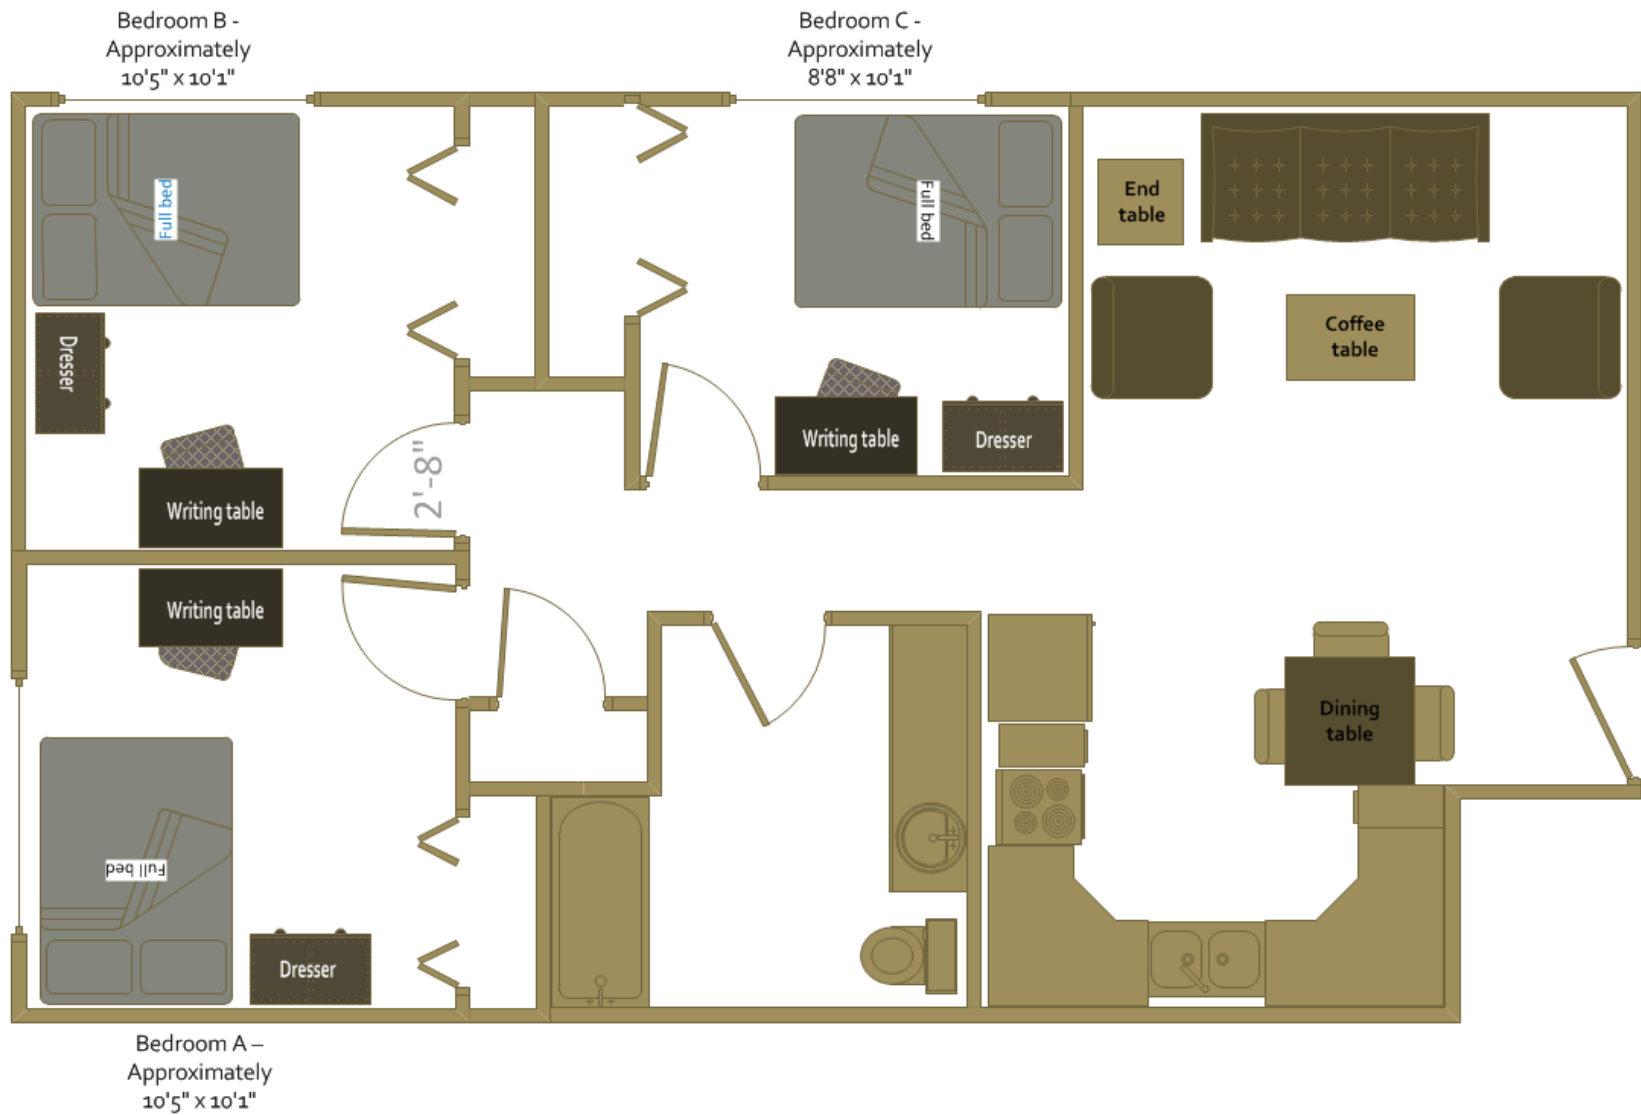 Bedroom B -
Approximately
10'5" x 10'1"
Bedroom C -
Approximately
8'8" x 10'1"
Full bed
Full bed
End
table
Coffee
table
Dresser
Writing table
Dresser
2'-8"
Writing table
Writing table
Dining
table
Full bed
Dresser
Bedroom A –
Approximately
10'5" x 10'1"